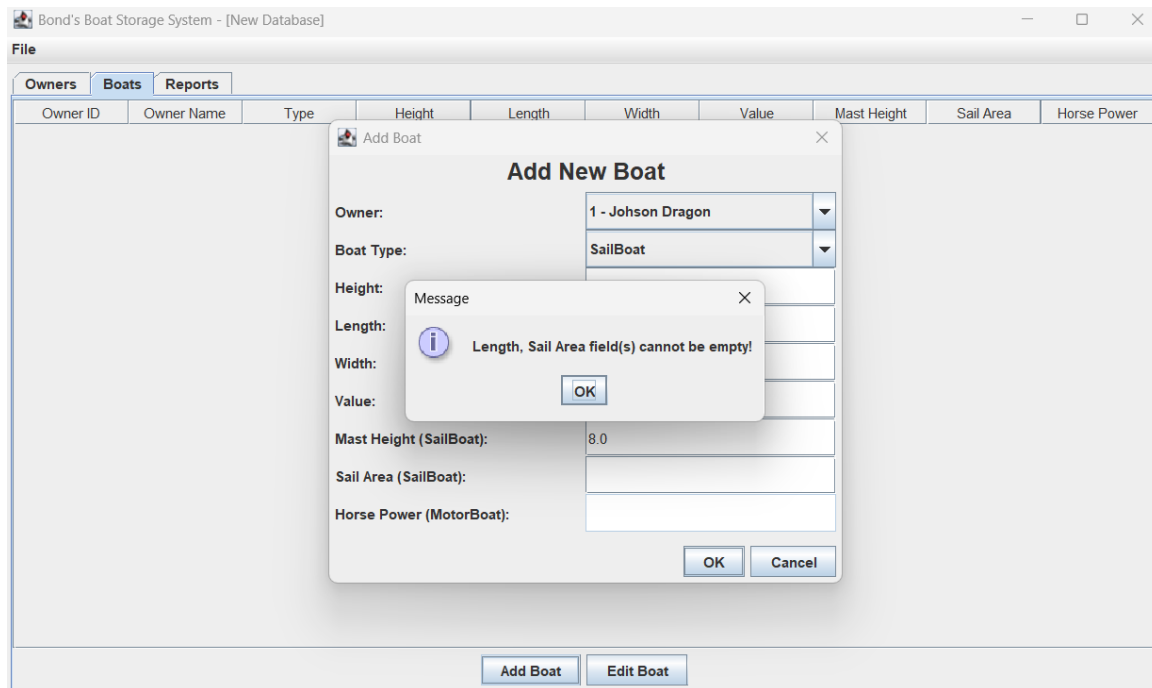 Bond's Boat Storage System - [New Database]
File
Owners Boats Reports
Owner ID Owner Name Type Height Length Width Value Mast Height Sail Area Horse Power
Add Boat
Add New Boat
Owner: 1 - Johson Dragon
Boat Type: SailBoat
Height:
Message
Length:
Length, Sail Area field(s) cannot be empty!
Width:
OK
Value:
Mast Height (SailBoat): 8.0
Sail Area (SailBoat):
Horse Power (MotorBoat):
OK Cancel
Add Boat Edit Boat